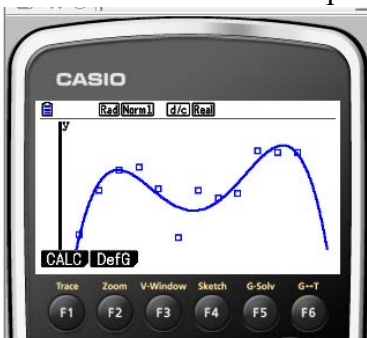 CASIO
Rad Norm1 d/c Real
y
CALC DefG
Trace Zoom V-Window Sketch G-Solv G↔T
F1 F2 F3 F4 F5 F6